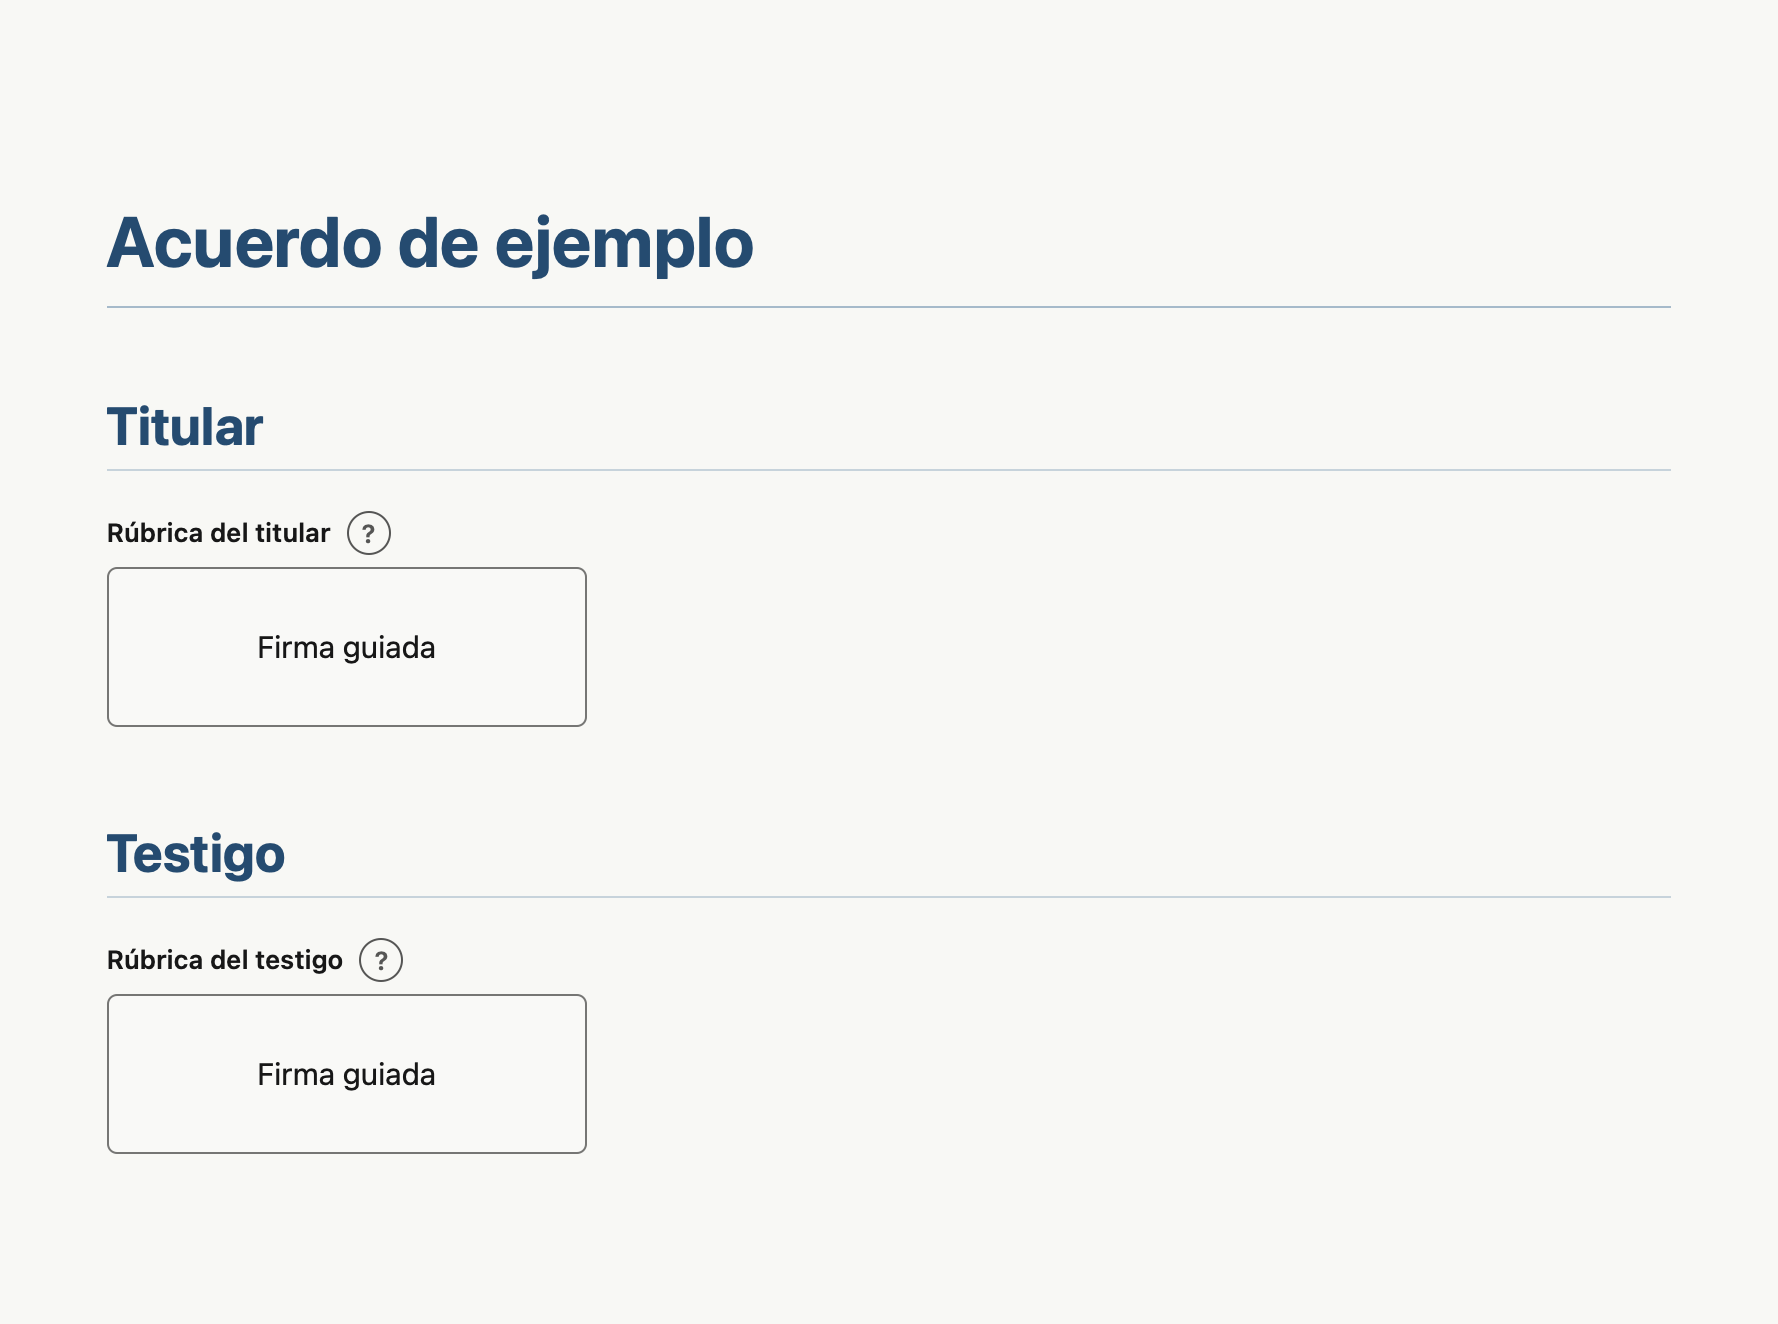 Acuerdo de ejemplo
Titular
Rúbrica del titular ?
Firma guiada
Testigo
Rúbrica del testigo ?
Firma guiada